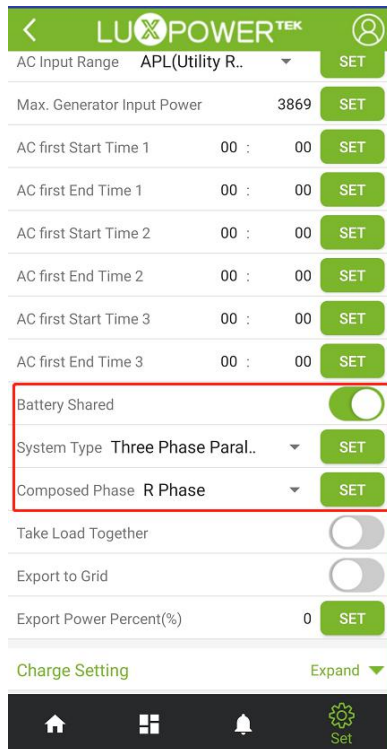 LUXPOWERTEK
AC Input Range APL(Utility R.. SET
Max. Generator Input Power 3869 SET
AC first Start Time 1 00 : 00 SET
AC first End Time 1 00 : 00 SET
AC first Start Time 2 00 : 00 SET
AC first End Time 2 00 : 00 SET
AC first Start Time 3 00 : 00 SET
AC first End Time 3 00 : 00 SET
Battery Shared
System Type Three Phase Paral.. SET
Composed Phase R Phase SET
Take Load Together
Export to Grid
Export Power Percent(%) 0 SET
Charge Setting Expand
Set